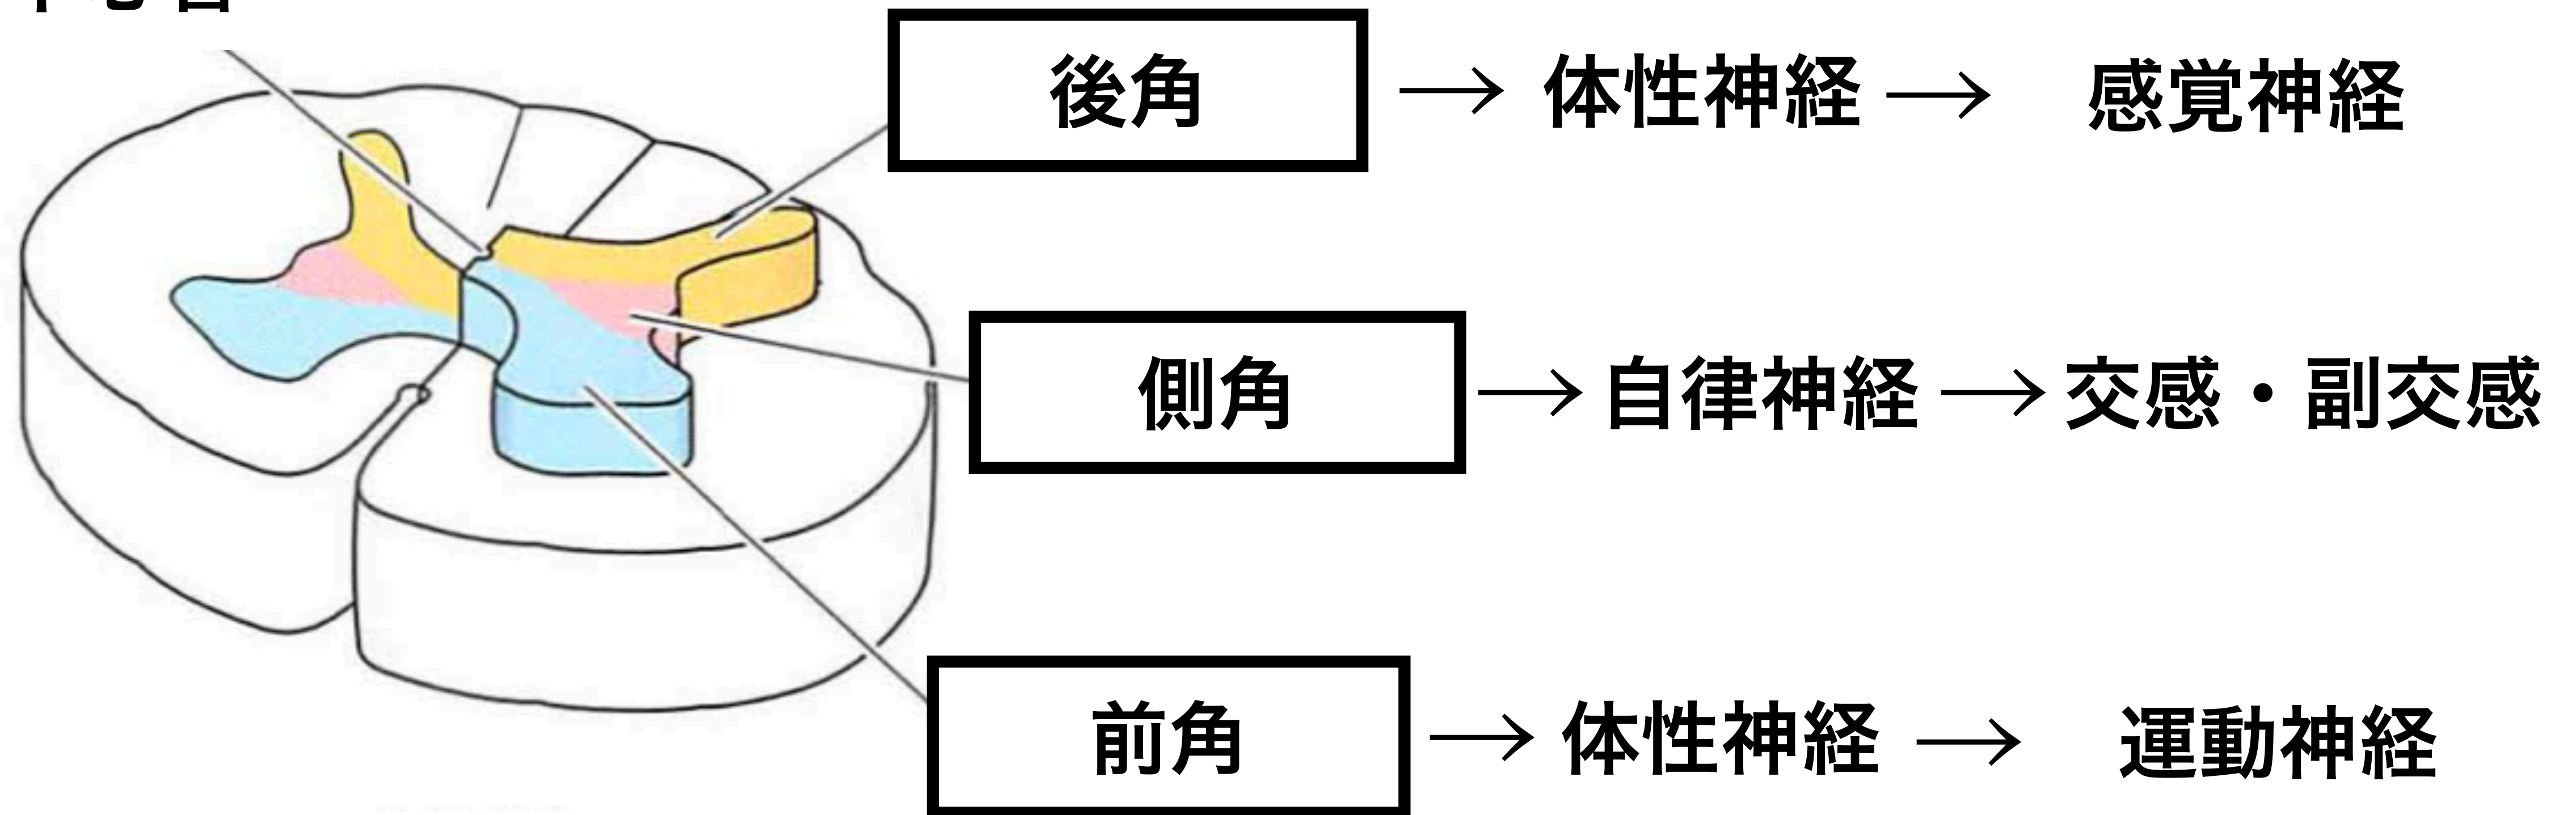 後角 → 体性神経 → 感覚神経
側角 → 自律神経 → 交感・副交感
前角 → 体性神経 → 運動神経